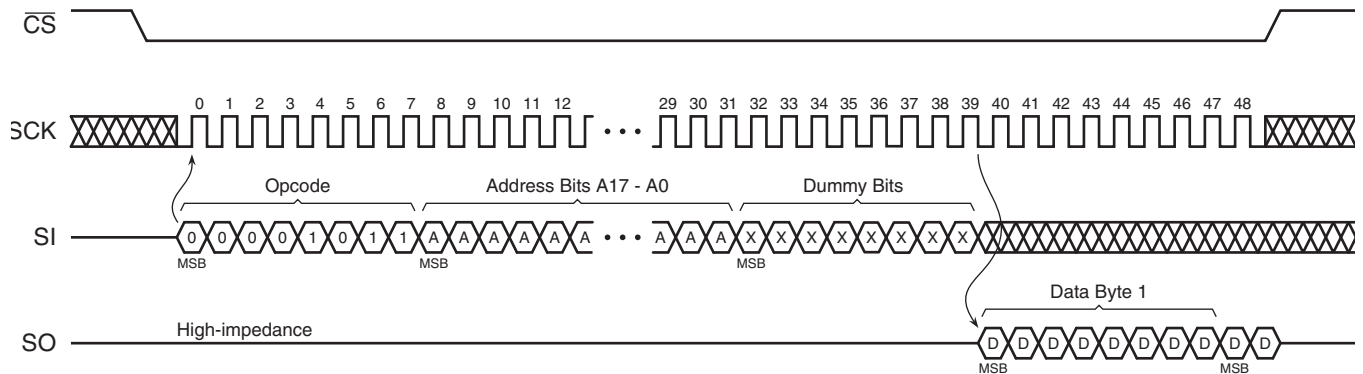 CS
0 1 2 3 4 5 6 7 8 9 10 11 12 29 30 31 32 33 34 35 36 37 38 39 40 41 42 43 44 45 46 47 48
SCK
Opcode Address Bits A17 - A0 Dummy Bits
SI 0 0 0 0 1 0 1 1 A A A A A A A A A X X X X X X X X
MSB MSB MSB
Data Byte 1
High-impedance
SO D D D D D D D D D D
MSB MSB